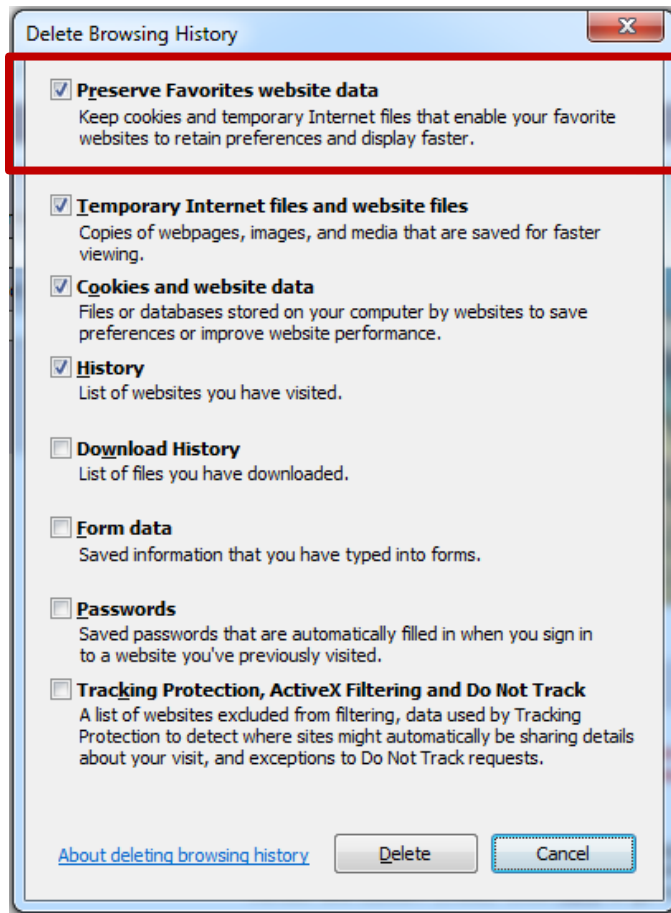 Delete Browsing History
Preserve Favorites website data
Keep cookies and temporary Internet files that enable your favorite
websites to retain preferences and display faster.
Temporary Internet files and website files
Copies of webpages, images, and media that are saved for faster
viewing.
Cookies and website data
Files or databases stored on your computer by websites to save
preferences or improve website performance.
History
List of websites you have visited.
Download History
List of files you have downloaded.
Form data
Saved information that you have typed into forms.
Passwords
Saved passwords that are automatically filled in when you sign in
to a website you've previously visited.
Tracking Protection, ActiveX Filtering and Do Not Track
A list of websites excluded from filtering, data used by Tracking
Protection to detect where sites might automatically be sharing details
about your visit, and exceptions to Do Not Track requests.
About deleting browsing history Delete Cancel